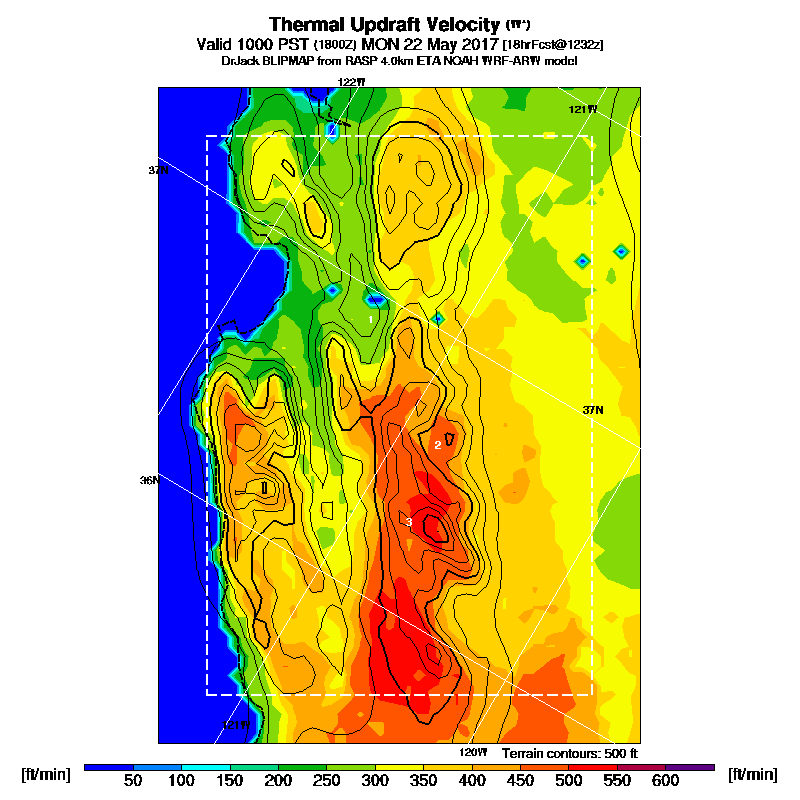 Thermal Updraft Velocity (W*)
Valid 1000 PST (1800Z) MON 22 May 2017 [18hrFcst@1232z]
DrJack BLIPMAP from RASP 4.0km ETA NOAH WRF-ARW model
122W
121W
37N
1
37N
2
36N
3
121W
120W
Terrain contours: 500 ft
[ft/min] 50 100 150 200 250 300 350 400 450 500 550 600 [ft/min]